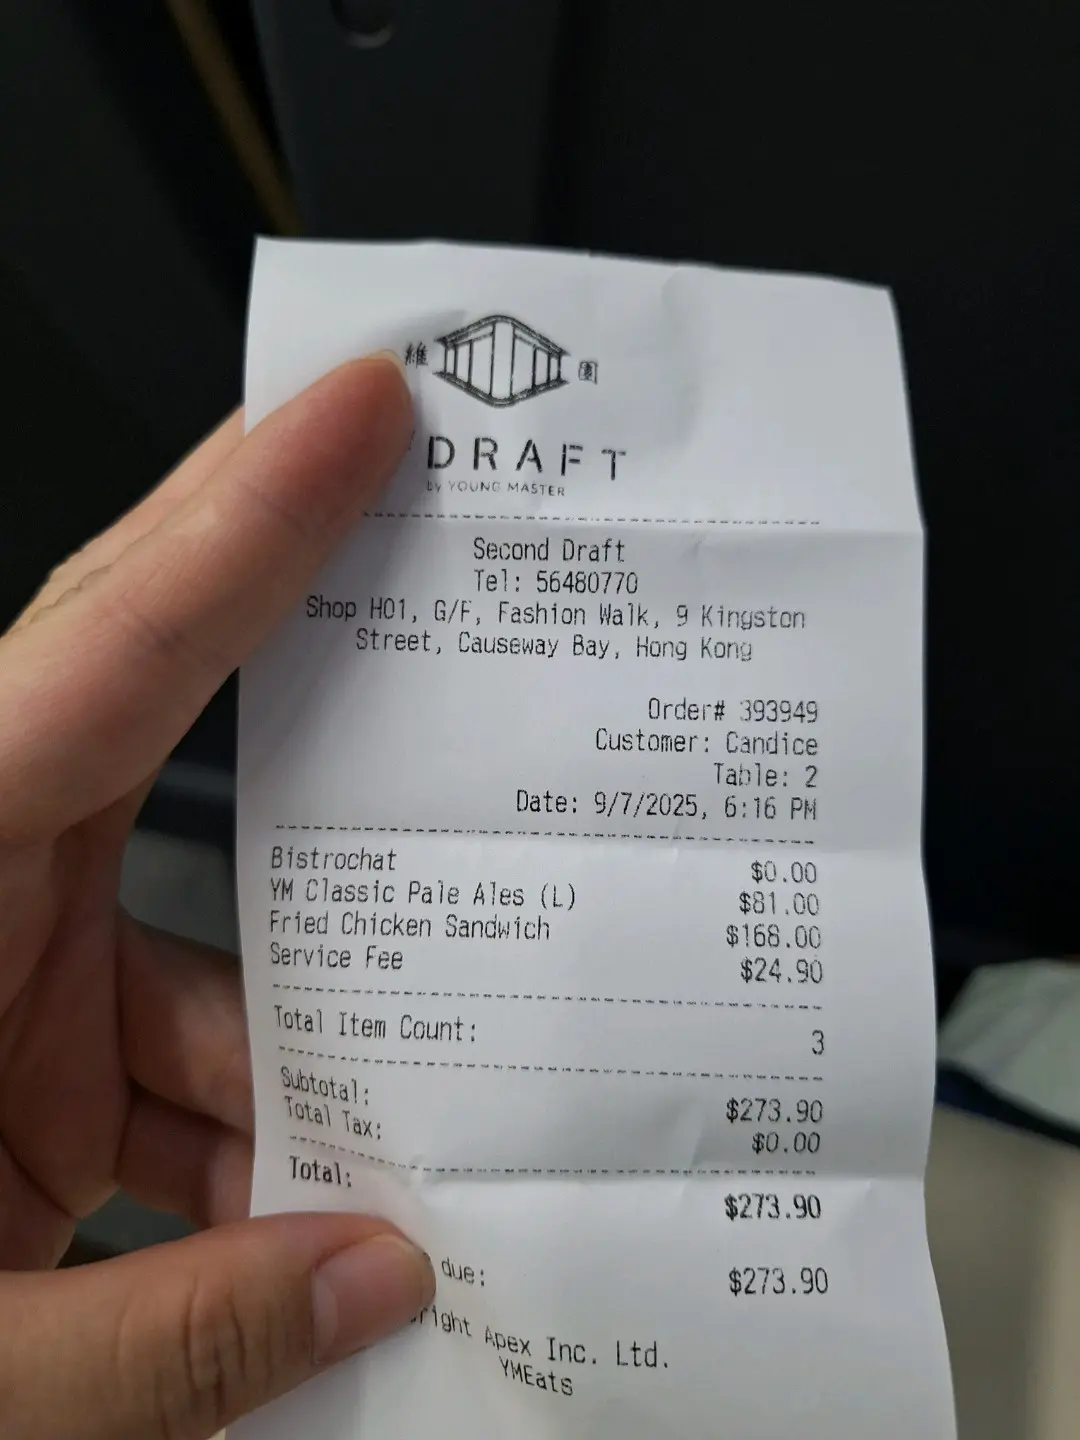 維 園
DRAFT
by YOUNG MASTER
Second Draft
Tel: 56480770
Shop H01, G/F, Fashion Walk, 9 Kingston
Street, Causeway Bay, Hong Kong
Order# 393949
Customer: Candice
Table: 2
Date: 9/7/2025, 6:16 PM
Bistrochat $0.00
YM Classic Pale Ales (L) $81.00
Fried Chicken Sandwich $168.00
Service Fee $24.90
Total Item Count: 3
Subtotal: $273.90
Total Tax: $0.00
Total: $273.90
due: $273.90
Apex Inc. Ltd.
YMEats